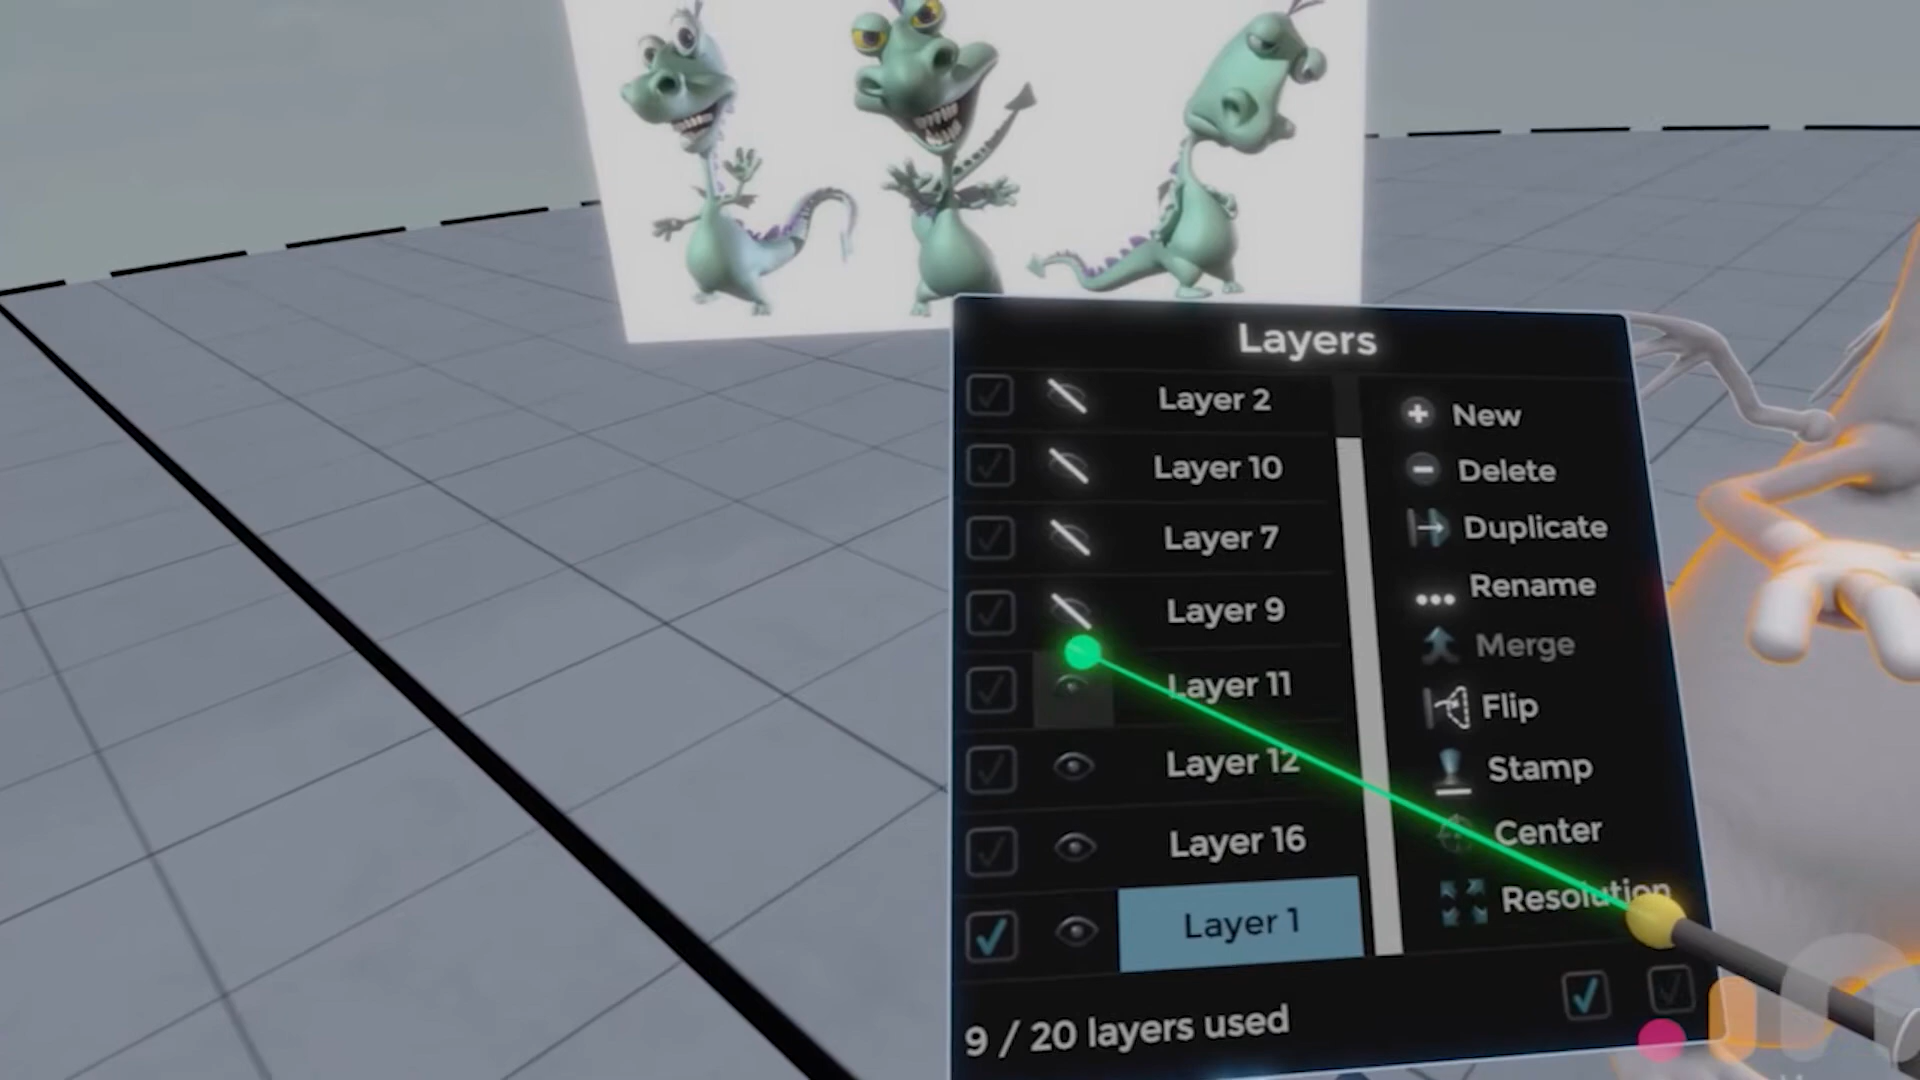 Layers
Layer 2
Layer 10
Layer 7
Layer 9
Layer 11
Layer 12
Layer 16
Layer 1
New
Delete
Duplicate
Rename
Merge
Flip
Stamp
Center
Resolution
9 / 20 layers used